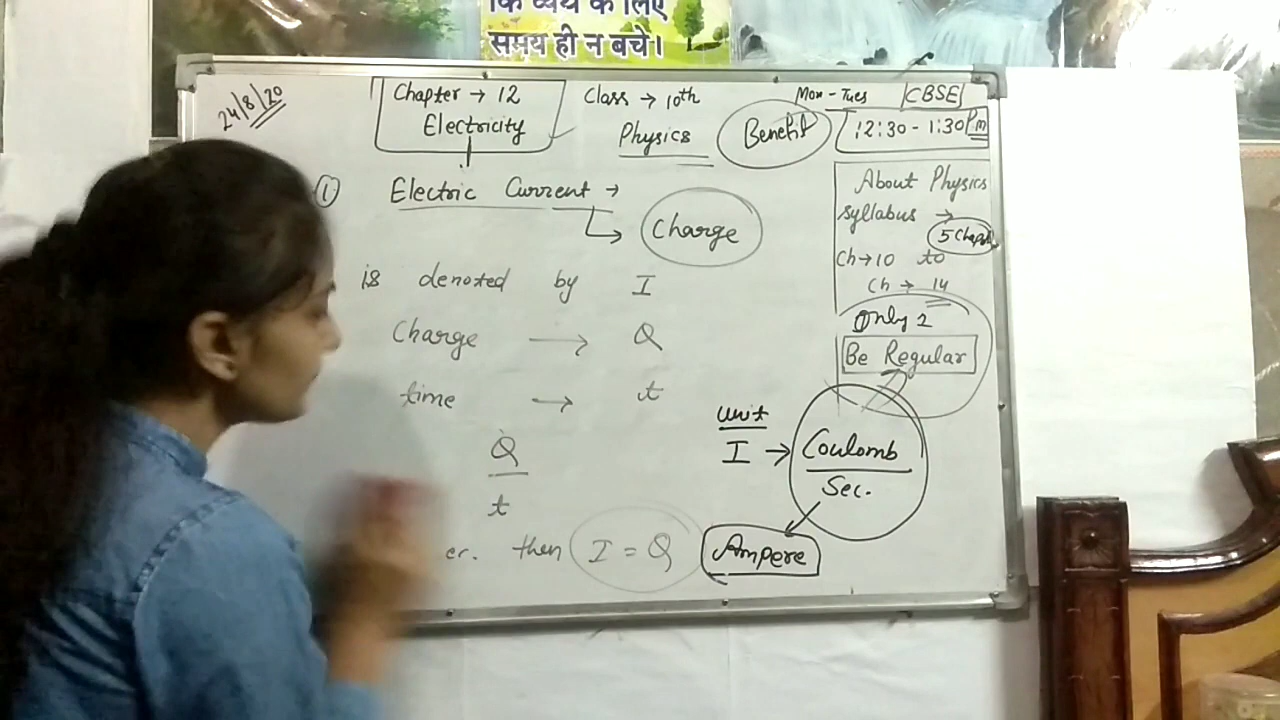 कि व्यर्थ के लिए
समय ही न बचे।
24/8/20
Chapter → 12
Electricity
Class → 10th
Physics
Benefit
Mon - Tues
CBSE
12:30 - 1:30 Pm
① Electric Current →
Charge
is denoted by I
Charge → Q
time → t
Q
t
er. then I = Q
About Physics
Syllabus →
Ch→10 to
Ch → 14
Only 2
Be Regular
Unit
I → Coulomb
Sec.
Ampere